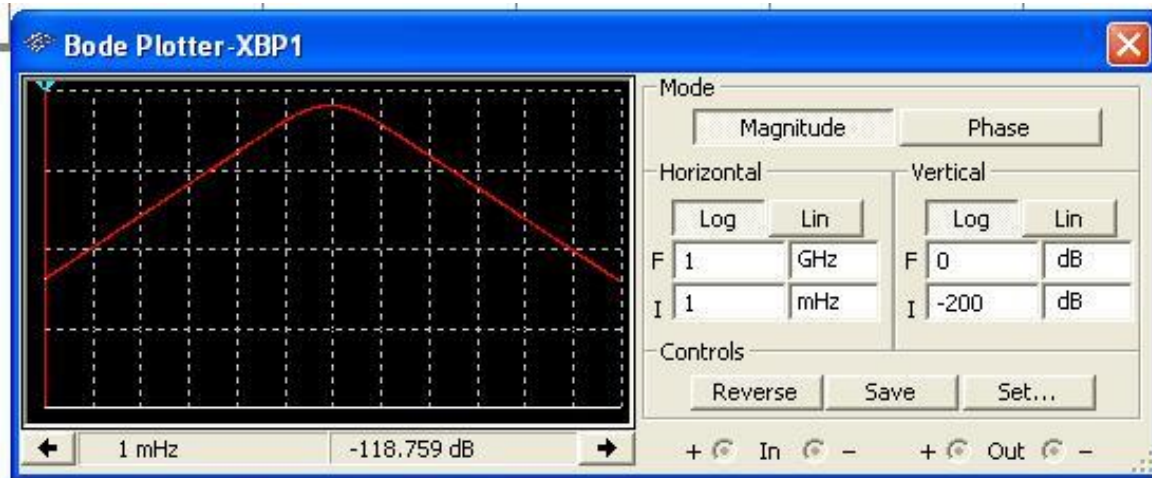 Bode Plotter-XBP1
Mode
Magnitude Phase
Horizontal Vertical
Log Lin Log Lin
F 1 GHz F 0 dB
I 1 mHz I -200 dB
Controls
Reverse Save Set...
1 mHz -118.759 dB + In - + Out -